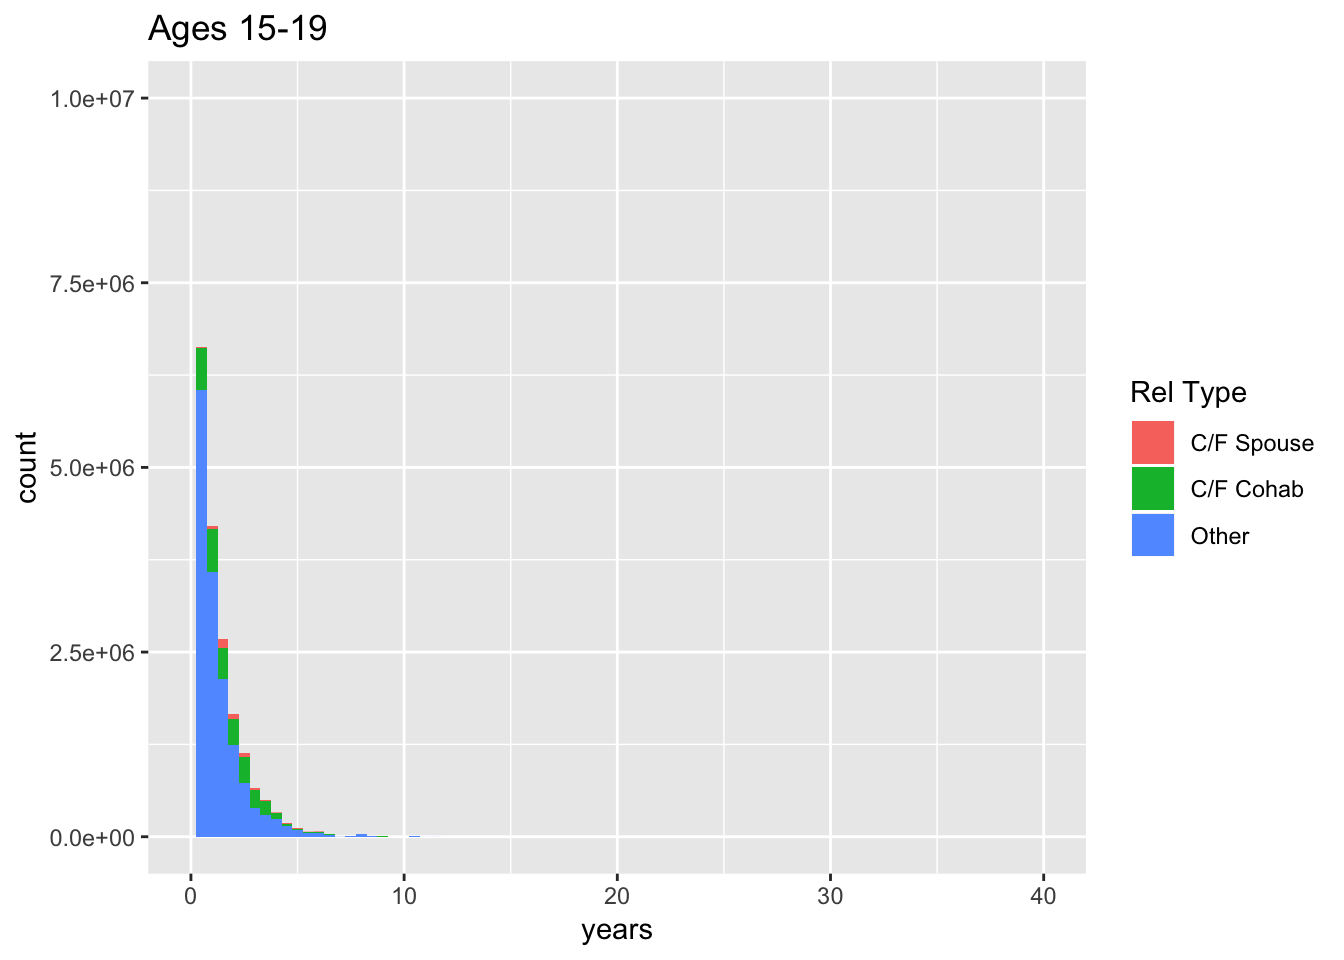 Ages 15-19
1.0e+07
7.5e+06
5.0e+06
2.5e+06
0.0e+00
count
0 10 20 30 40
years
Rel Type
C/F Spouse
C/F Cohab
Other